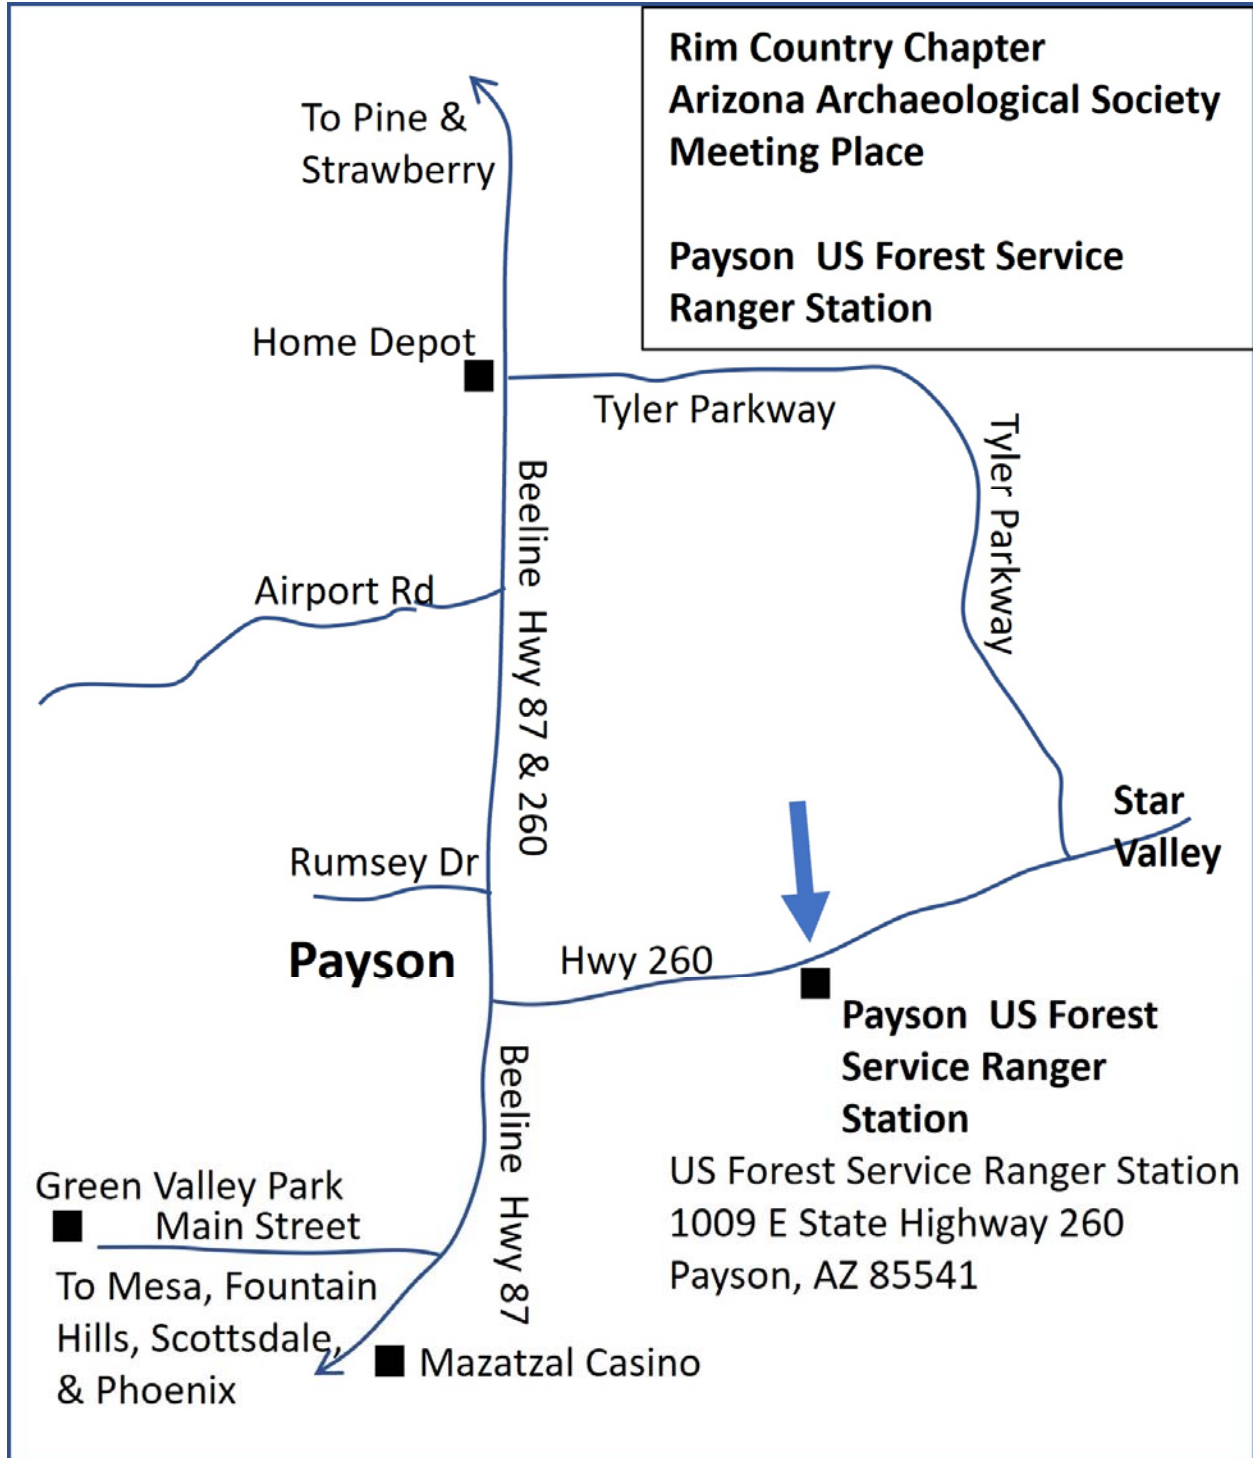 Rim Country Chapter
Arizona Archaeological Society
Meeting Place
Payson  US Forest Service
Ranger Station
To Pine &
Strawberry
Home Depot
Tyler Parkway
Tyler Parkway
Beeline  Hwy 87 & 260
Airport Rd
Star
Valley
Rumsey Dr
Payson
Hwy 260
Payson  US Forest
Service Ranger
Station
US Forest Service Ranger Station
1009 E State Highway 260
Payson, AZ 85541
Beeline  Hwy 87
Green Valley Park
Main Street
To Mesa, Fountain
Hills, Scottsdale,
& Phoenix
Mazatzal Casino